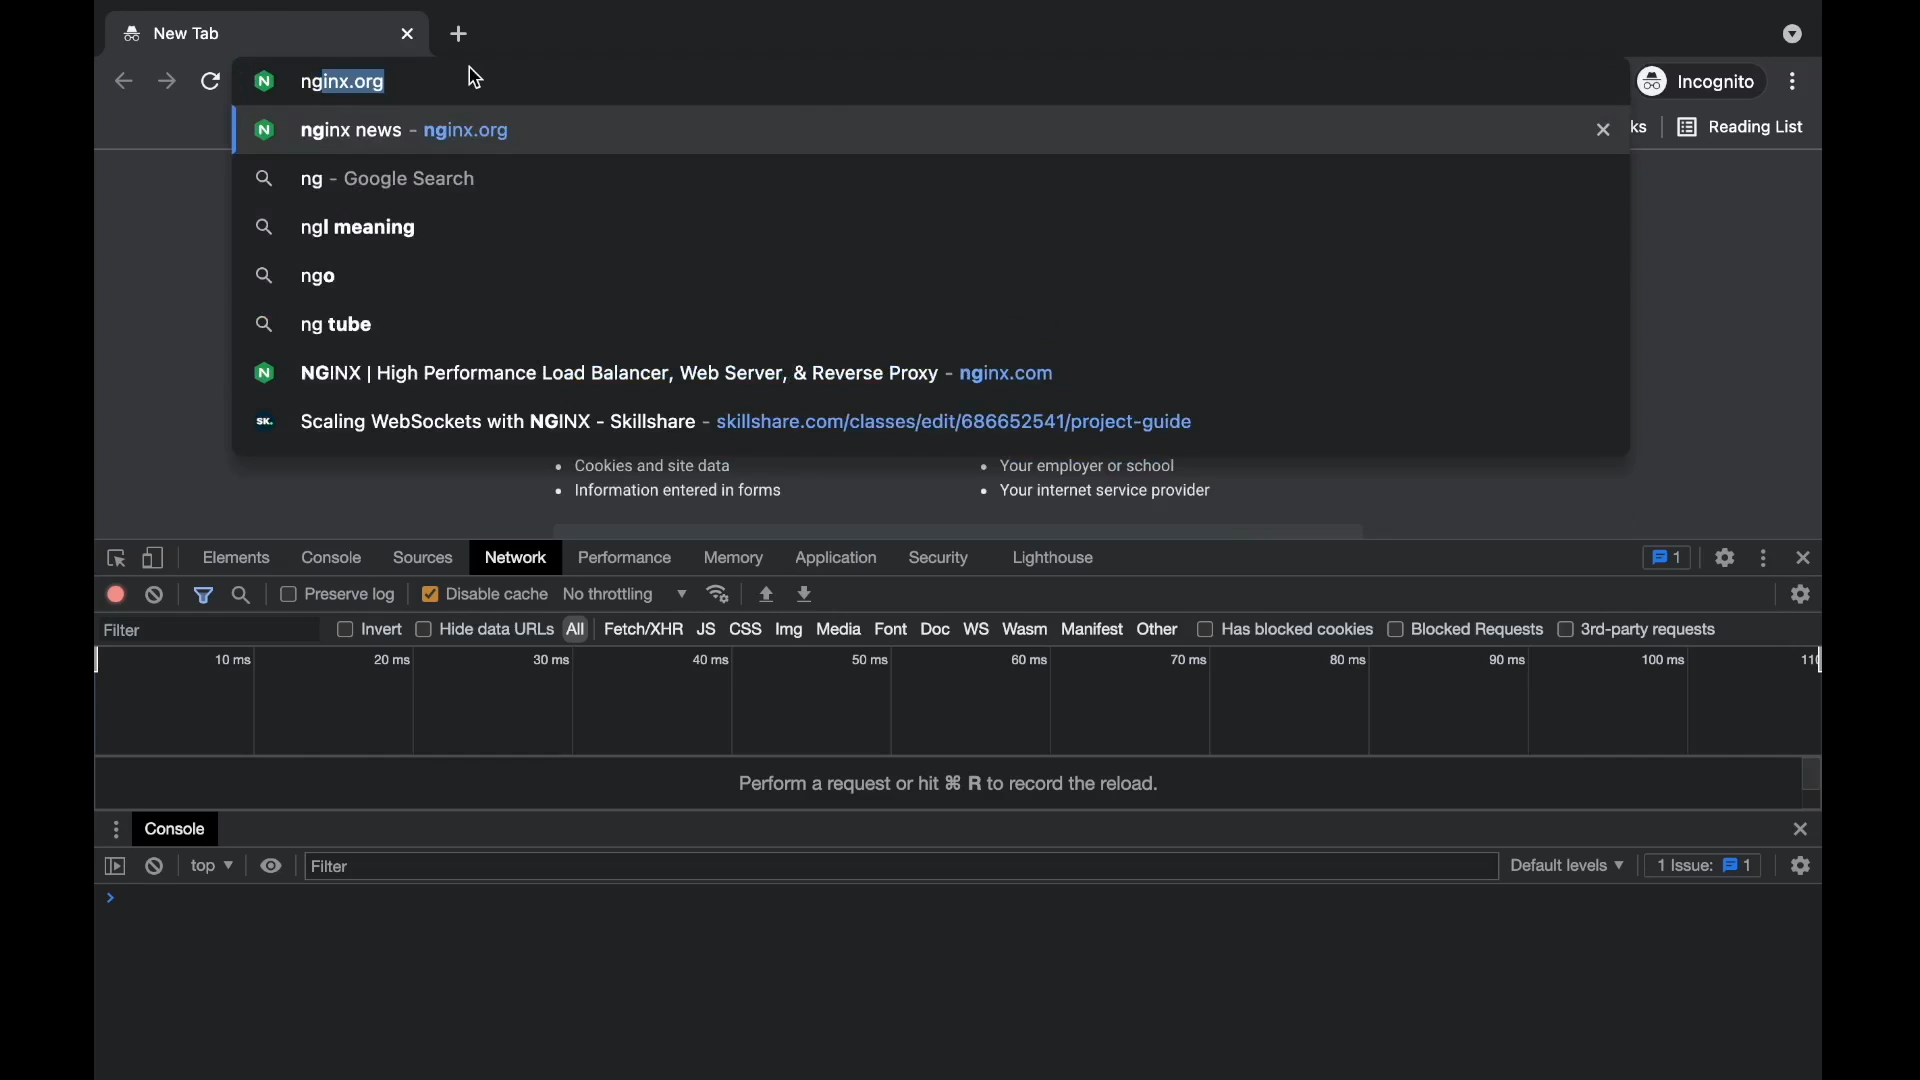 New Tab
nginx.org
Incognito
nginx news - nginx.org
ks
Reading List
ng - Google Search
ngl meaning
ngo
ng tube
NGINX | High Performance Load Balancer, Web Server, & Reverse Proxy - nginx.com
SK. Scaling WebSockets with NGINX - Skillshare - skillshare.com/classes/edit/686652541/project-guide
Cookies and site data
Your employer or school
Information entered in forms
Your internet service provider
Elements Console Sources Network Performance Memory Application Security Lighthouse 1
Preserve log Disable cache No throttling
Filter Invert Hide data URLs All Fetch/XHR JS CSS Img Media Font Doc WS Wasm Manifest Other Has blocked cookies Blocked Requests 3rd-party requests
10 ms 20 ms 30 ms 40 ms 50 ms 60 ms 70 ms 80 ms 90 ms 100 ms 11
Perform a request or hit ⌘ R to record the reload.
Console
top Filter Default levels 1 Issue: 1